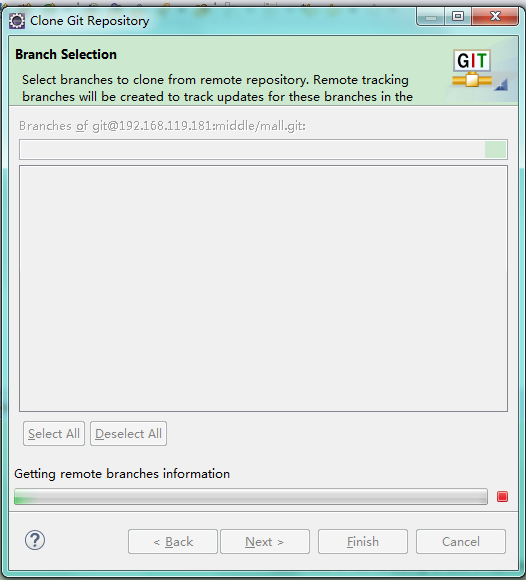 Clone Git Repository
Branch Selection
GIT
Select branches to clone from remote repository. Remote tracking
branches will be created to track updates for these branches in the
Branches of git@192.168.119.181:middle/mall.git:
Select All
Deselect All
Getting remote branches information
?
< Back
Next >
Finish
Cancel